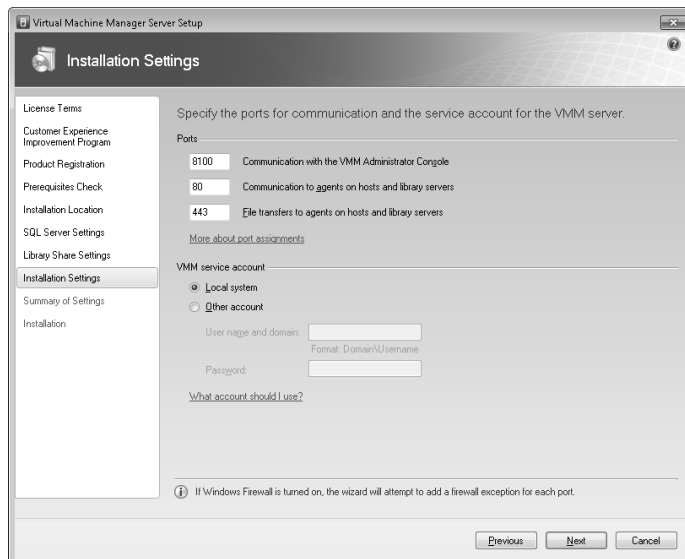 Virtual Machine Manager Server Setup
Installation Settings
License Terms
Customer Experience
Improvement Program
Product Registration
Prerequisites Check
Installation Location
SQL Server Settings
Library Share Settings
Installation Settings
Summary of Settings
Installation
Specify the ports for communication and the service account for the VMM server.
Ports
8100 Communication with the VMM Administrator Console
80 Communication to agents on hosts and library servers
443 File transfers to agents on hosts and library servers
More about port assignments
VMM service account
Local system
Other account
User name and domain:
Format: Domain\Username
Password:
What account should I use?
If Windows Firewall is turned on, the wizard will attempt to add a firewall exception for each port.
Previous Next Cancel